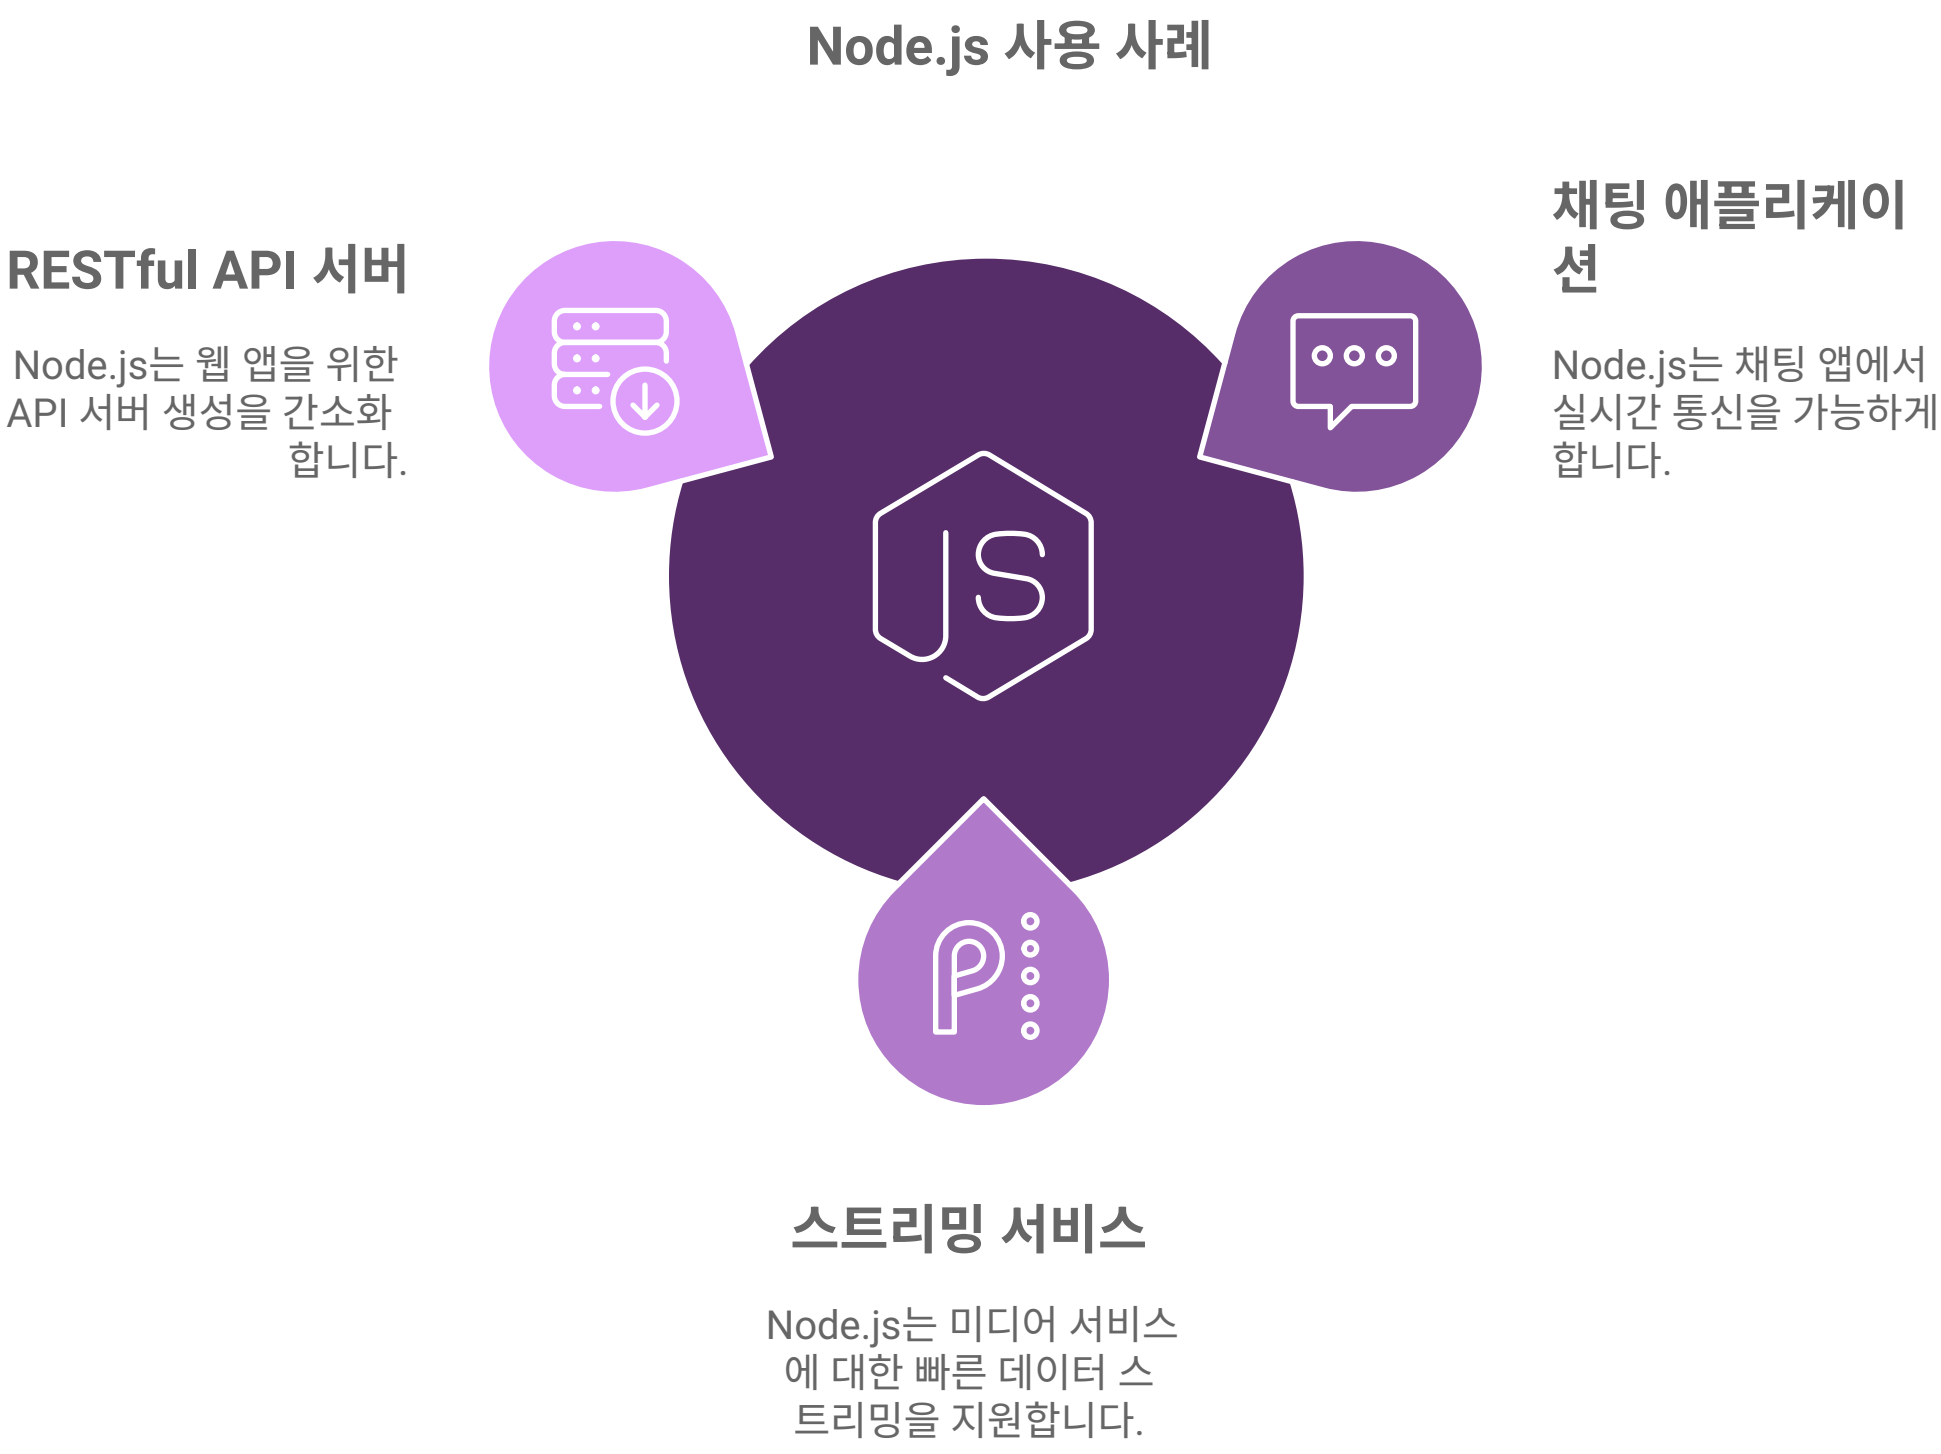 Node.js 사용 사례
RESTful API 서버
Node.js는 웹 앱을 위한
API 서버 생성을 간소화
합니다.
채팅 애플리케이
션
Node.js는 채팅 앱에서
실시간 통신을 가능하게
합니다.
JS
스트리밍 서비스
Node.js는 미디어 서비스
에 대한 빠른 데이터 스
트리밍을 지원합니다.